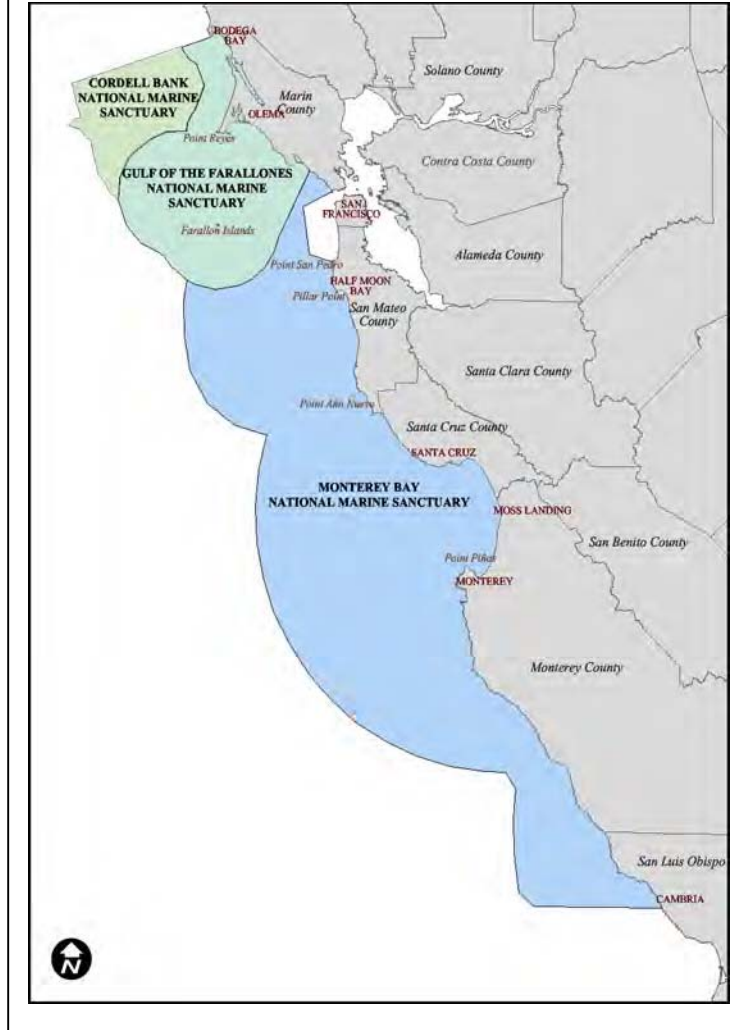 BODEGA
BAY
CORDELL BANK
NATIONAL MARINE
SANCTUARY
Solano County
Marin
County
OLEMA
Point Reyes
Contra Costa County
GULF OF THE FARALLONES
NATIONAL MARINE
SANCTUARY
SAN
FRANCISCO
Farallon Islands
Alameda County
Point San Pedro
HALF MOON
BAY
Pillar Point
San Mateo
County
Santa Clara County
Point Año Nuevo
Santa Cruz County
SANTA CRUZ
MONTEREY BAY
NATIONAL MARINE SANCTUARY
MOSS LANDING
San Benito County
Point Piños
MONTEREY
Monterey County
San Luis Obispo
CAMBRIA
N